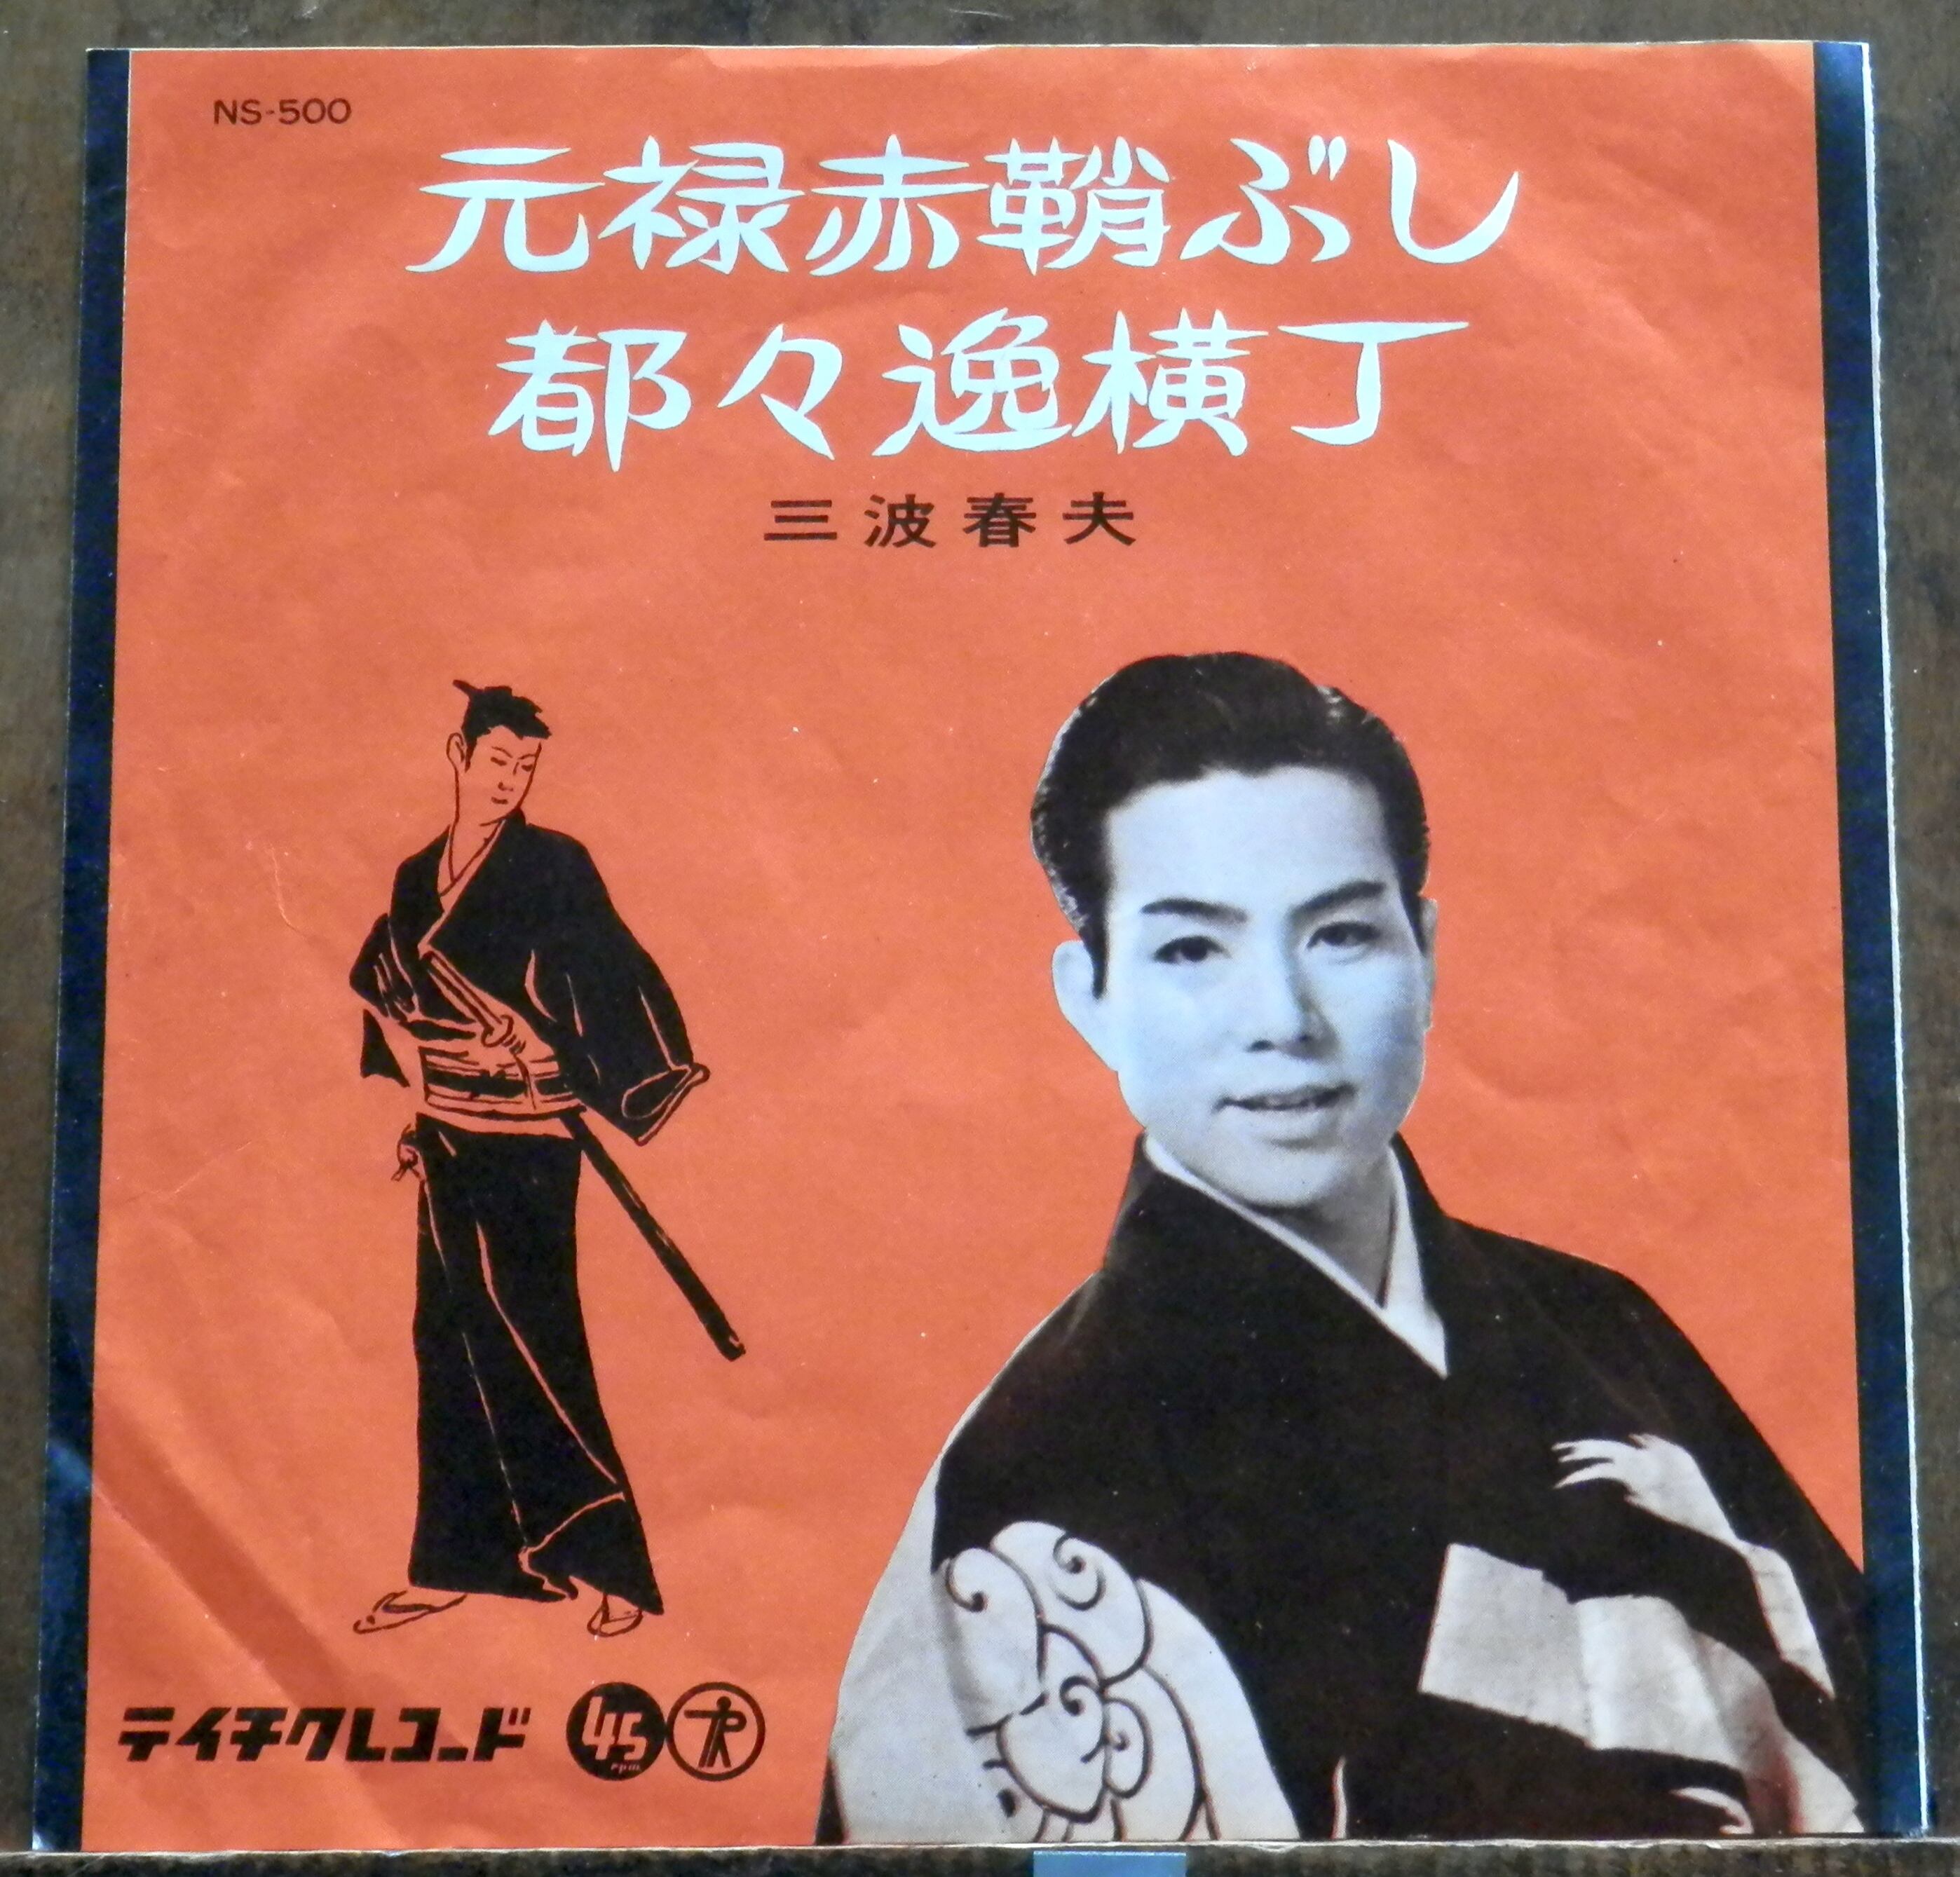 NS-500
元禄赤鞘ぶし
都々逸横丁
三波春夫
テイチクレコード 45 rpm